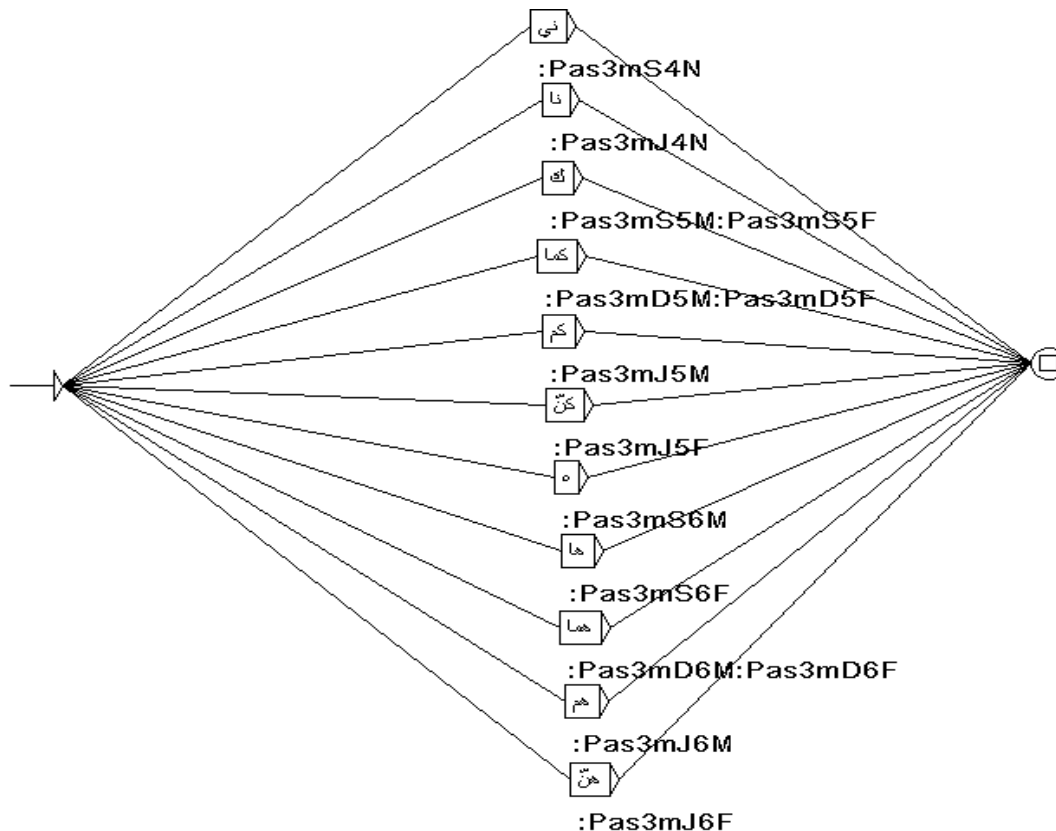 ني
:Pas3mS4N
نا
:Pas3mJ4N
ك
:Pas3mS5M:Pas3mS5F
كما
:Pas3mD5M:Pas3mD5F
كم
:Pas3mJ5M
كنّ
:Pas3mJ5F
ه
:Pas3mS6M
ها
:Pas3mS6F
هما
:Pas3mD6M:Pas3mD6F
هم
:Pas3mJ6M
هنّ
:Pas3mJ6F